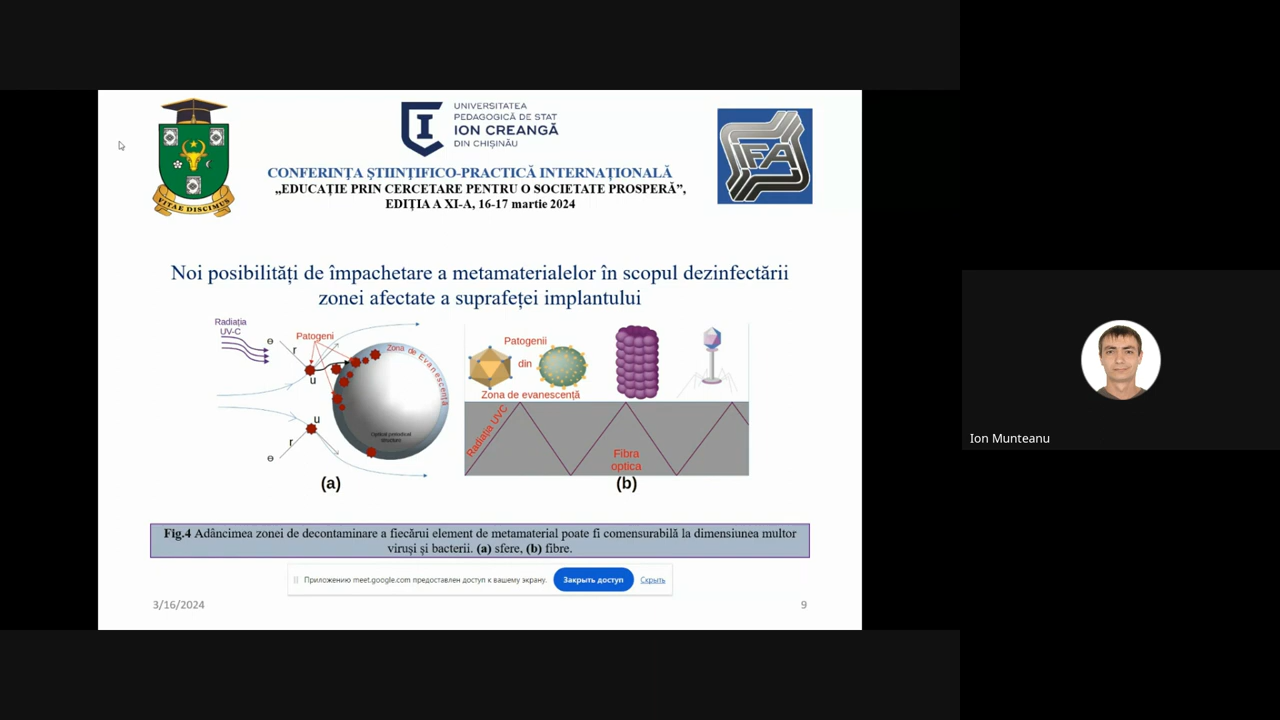 UNIVERSITATEA
PEDAGOGICĂ DE STAT
ION CREANGĂ
DIN CHIȘINĂU
IFA
VITAE DISCIMUS
CONFERINȚA ȘTIINȚIFICO-PRACTICĂ INTERNAȚIONALĂ
„EDUCAȚIE PRIN CERCETARE PENTRU O SOCIETATE PROSPERĂ”,
EDIȚIA A XI-A, 16-17 martie 2024
Noi posibilități de împachetare a metamaterialelor în scopul dezinfectării
zonei afectate a suprafeței implantului
Radiația
UV-C
Patogeni
Zona de Evanescență
ɵ
r
u
u
r
ɵ
Optical periodical
structure
(a)
Patogenii
din
Zona de evanescență
Radiația UVC
Fibra
optica
(b)
Fig.4 Adâncimea zonei de decontaminare a fiecărui element de metamaterial poate fi comensurabilă la dimensiunea multor
viruși și bacterii. (a) sfere, (b) fibre.
Приложению meet.google.com предоставлен доступ к вашему экрану.
Закрыть доступ
Скрыть
3/16/2024
9
Ion Munteanu